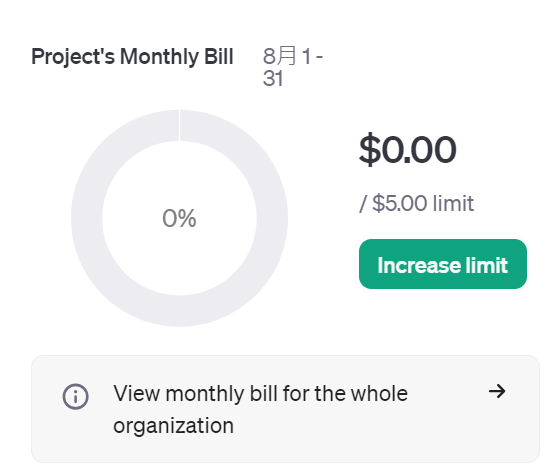 Project's Monthly Bill
8月 1 -
31
0%
$0.00
/ $5.00 limit
Increase limit
View monthly bill for the whole
organization